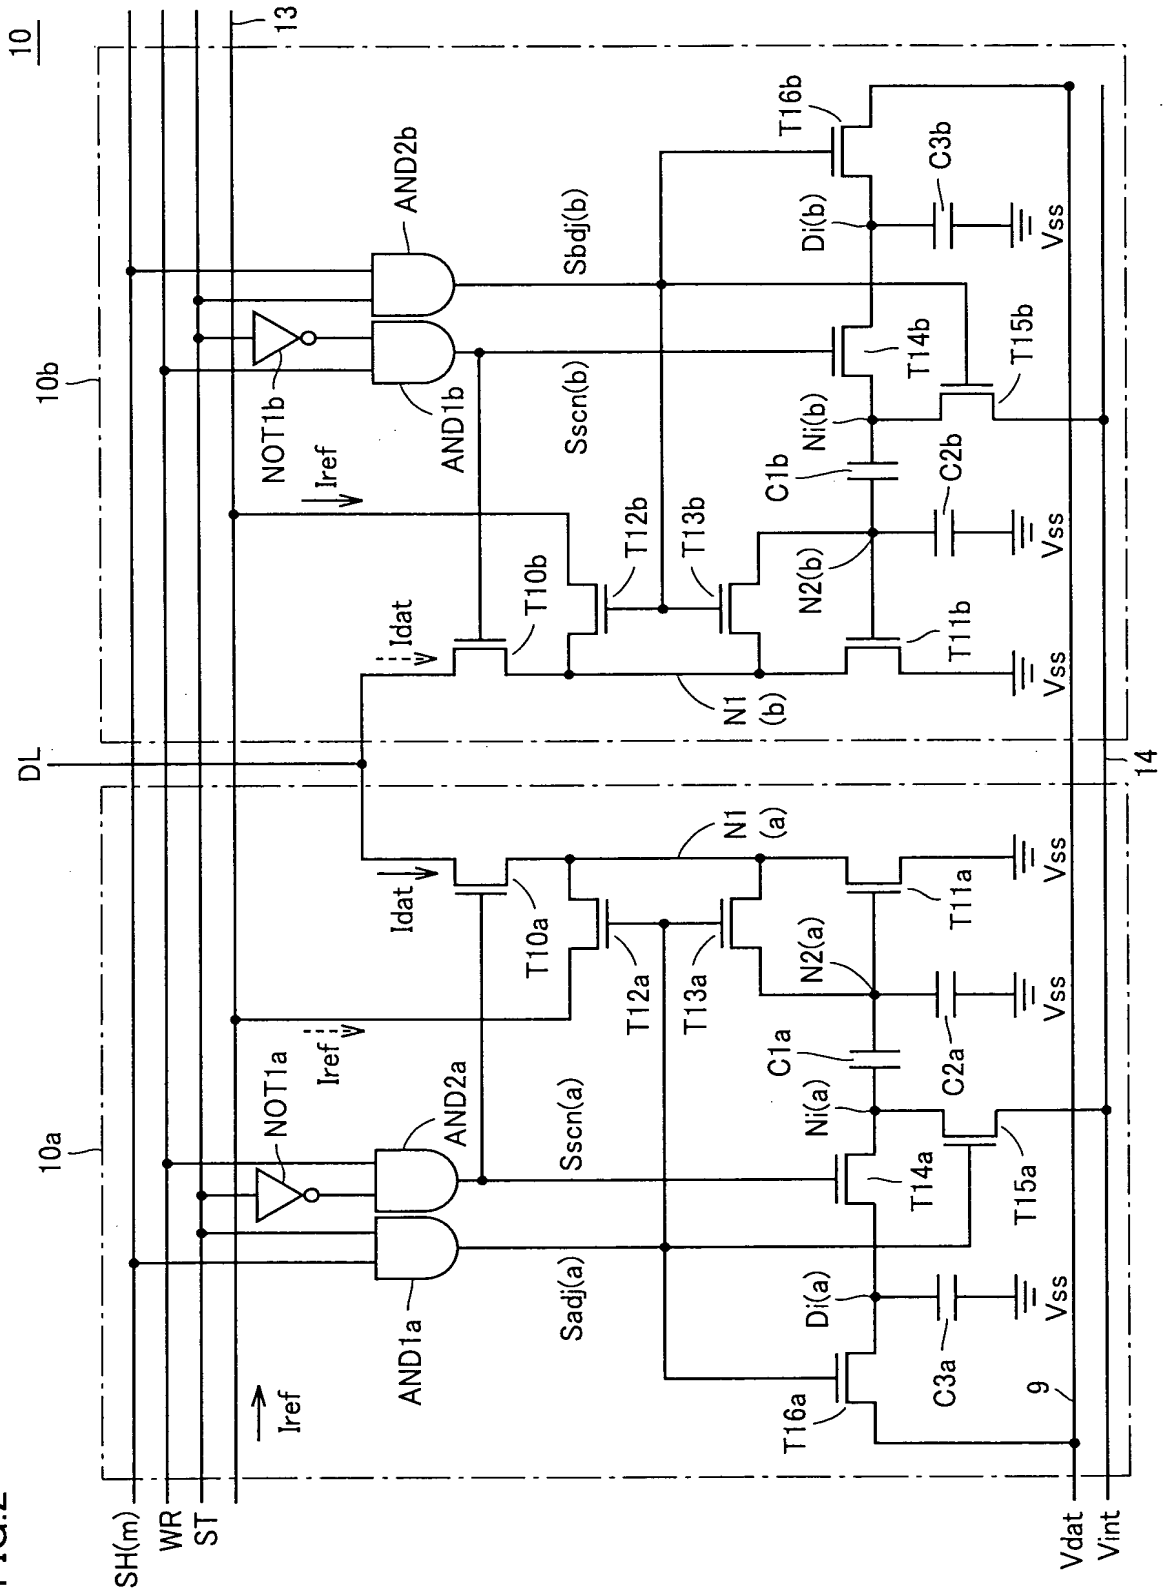 FIG.2
10
10a
10b
SH(m)
WR
ST
13
DL
NOT1a
NOT1b
Iref
AND1a
AND2a
AND1b
AND2b
Iref
Idat
Idat
Iref
Sadj(a)
Sscn(a)
T10a
T10b
Sscn(b)
Sbdj(b)
T12a
T12b
T13a
N1
(a)
N1
(b)
T13b
T16a
Di(a)
Ni(a)
C1a
N2(a)
N2(b)
C1b
Ni(b)
Di(b)
T16b
T14a
T11a
T11b
T14b
C3a
C2a
C2b
C3b
T15a
T15b
Vss
Vss
Vss
Vss
Vss
Vss
9
14
Vdat
Vint